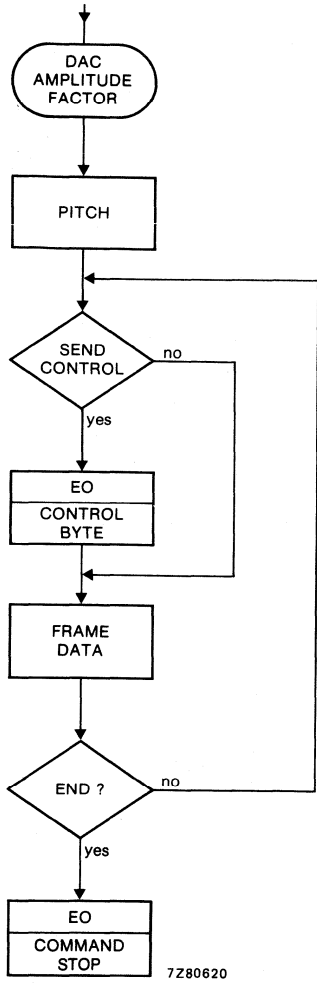 DAC
AMPLITUDE
FACTOR
PITCH
SEND
CONTROL
no
yes
EO
CONTROL
BYTE
FRAME
DATA
END ?
no
yes
EO
COMMAND
STOP
7Z80620